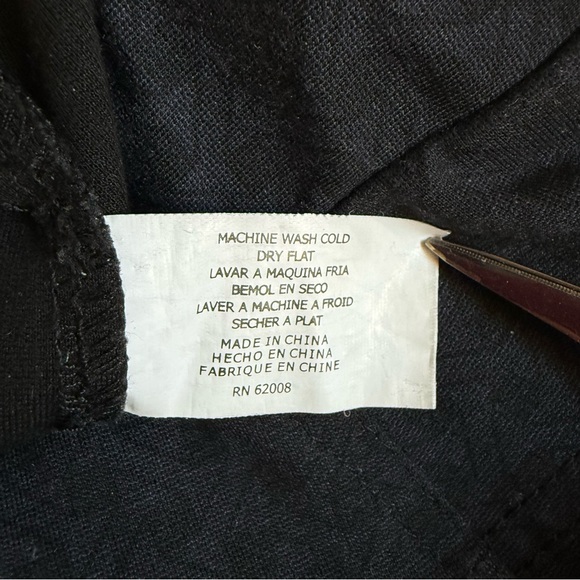 MACHINE WASH COLD
DRY FLAT
LAVAR A MAQUINA FRIA
BEMOL EN SECO
LAVER A MACHINE A FROID
SECHER A PLAT
MADE IN CHINA
HECHO EN CHINA
FABRIQUE EN CHINE
RN 62008